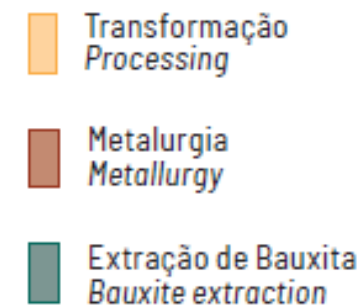 Transformação
Processing
Metalurgia
Metallurgy
Extração de Bauxita
Bauxite extraction